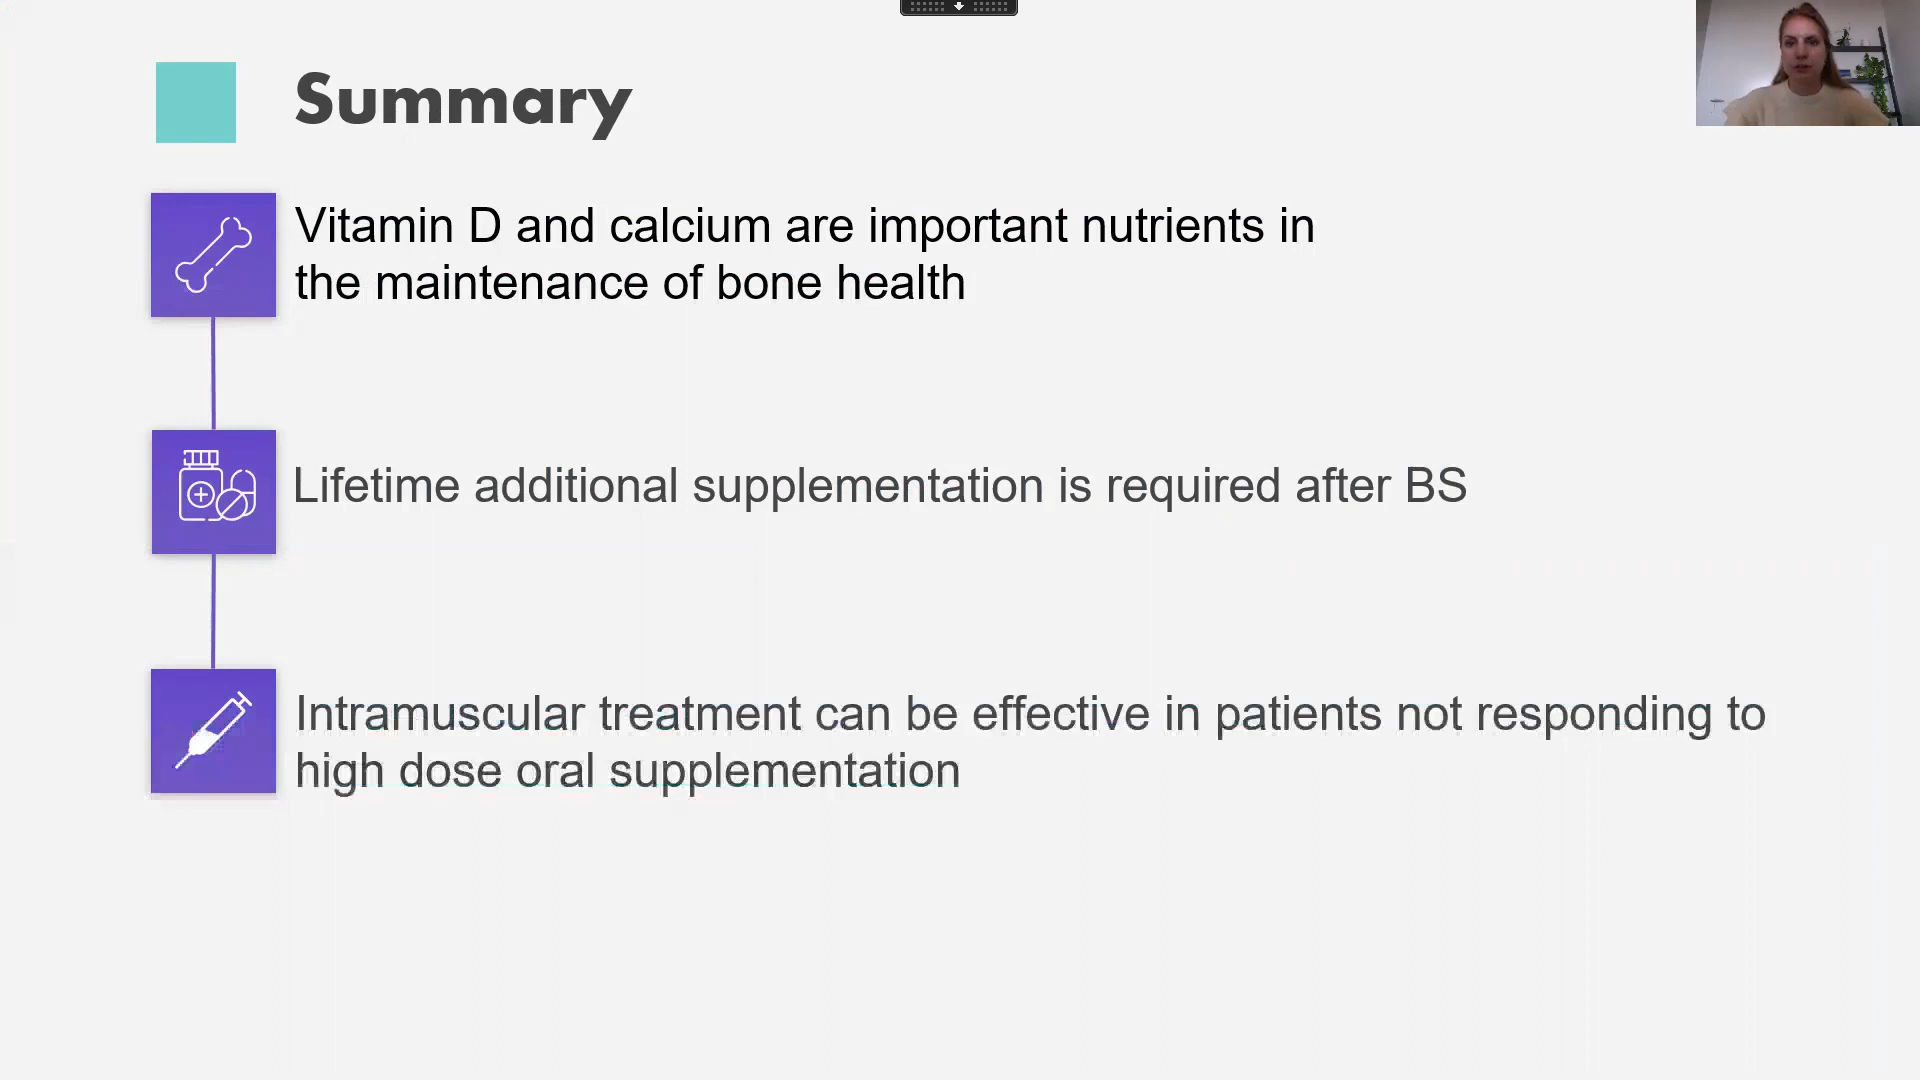 Summary
Vitamin D and calcium are important nutrients in
the maintenance of bone health
Lifetime additional supplementation is required after BS
Intramuscular treatment can be effective in patients not responding to
high dose oral supplementation